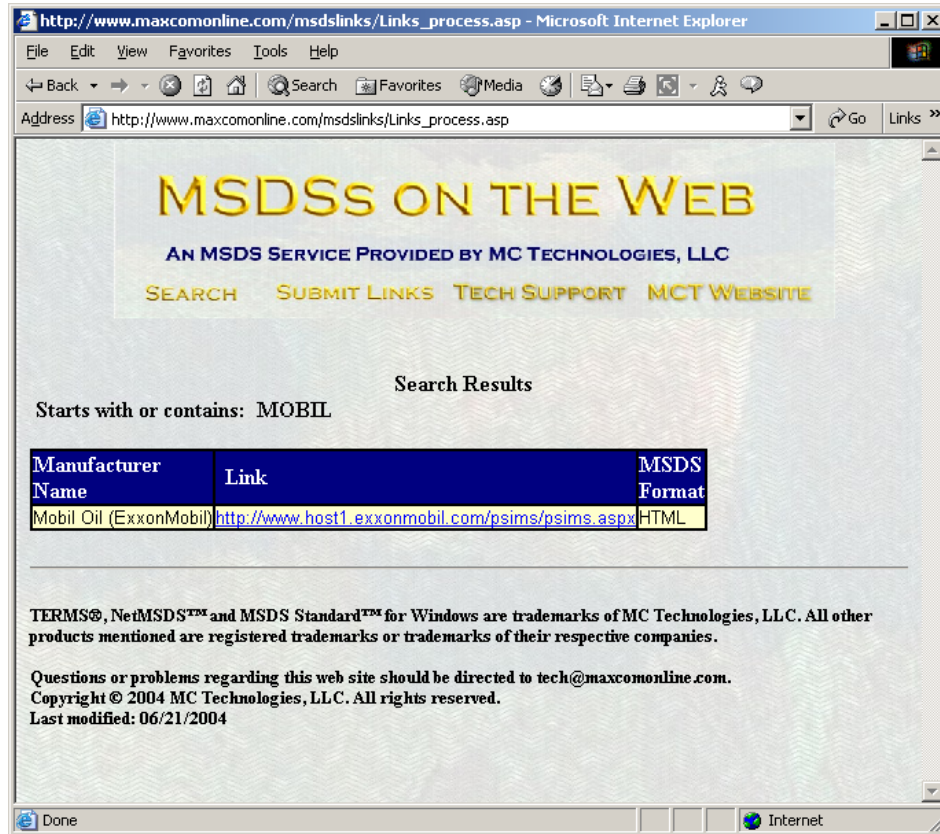 http://www.maxcomonline.com/msdslinks/Links_process.asp - Microsoft Internet Explorer
File Edit View Favorites Tools Help
Back Search Favorites Media
Address http://www.maxcomonline.com/msdslinks/Links_process.asp Go Links »
MSDSs on the Web
An MSDS Service Provided by MC Technologies, LLC
Search Submit Links Tech Support MCT Website
Search Results
Starts with or contains: MOBIL
Manufacturer Name Link MSDS Format
Mobil Oil (ExxonMobil) http://www.host1.exxonmobil.com/psims/psims.aspx HTML
TERMS®, NetMSDS™ and MSDS Standard™ for Windows are trademarks of MC Technologies, LLC. All other
products mentioned are registered trademarks or trademarks of their respective companies.
Questions or problems regarding this web site should be directed to tech@maxcomonline.com.
Copyright © 2004 MC Technologies, LLC. All rights reserved.
Last modified: 06/21/2004
Done Internet